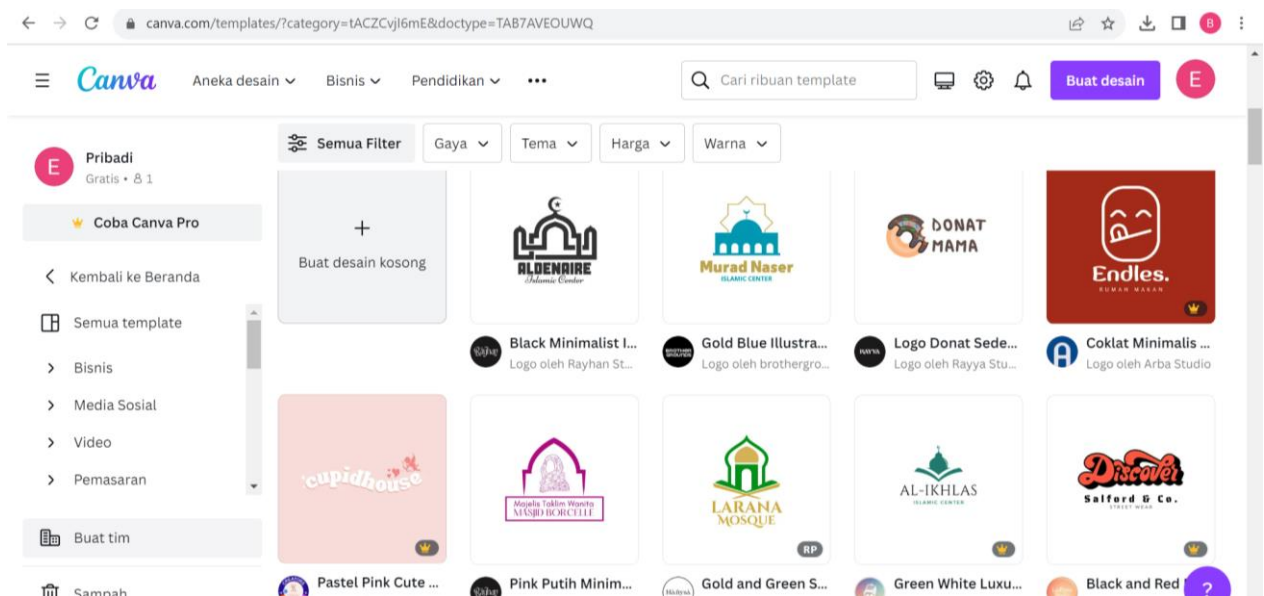 canva.com/templates/?category=tACZCvjI6mE&doctype=TAB7AVEOUWQ
B
Canva
Aneka desain
Bisnis
Pendidikan
Cari ribuan template
Buat desain
E
E
Pribadi
Gratis • 1
Coba Canva Pro
Kembali ke Beranda
Semua template
Bisnis
Media Sosial
Video
Pemasaran
Buat tim
Sampah
Semua Filter
Gaya
Tema
Harga
Warna
+
Buat desain kosong
ALDENAIRE
Islamic Center
Black Minimalist I...
Logo oleh Rayhan St...
Murad Naser
ISLAMIC CENTER
Gold Blue Illustra...
Logo oleh brothergro...
DONAT
MAMA
Logo Donat Sede...
Logo oleh Rayya Stu...
Endles.
RUMAH MAKAN
Coklat Minimalis ...
Logo oleh Arba Studio
cupidhouse
Pastel Pink Cute ...
Majelis Taklim Wanita
MASJID BORCELLE
Pink Putih Minim...
LARANA
MOSQUE
RP
Gold and Green S...
AL-IKHLAS
ISLAMIC CENTER
Green White Luxu...
Discover
Salford & Co.
STREET WEAR
Black and Red
?